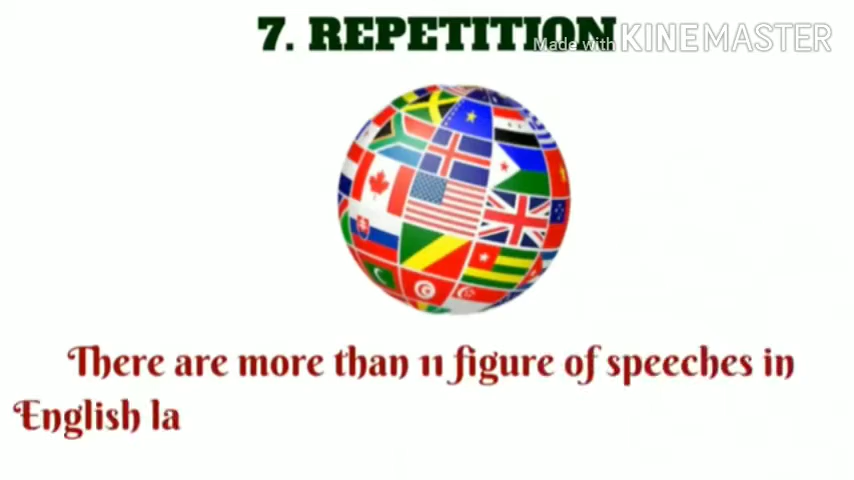 7. REPETITION
Made with KINEMASTER
There are more than 11 figure of speeches in
English la